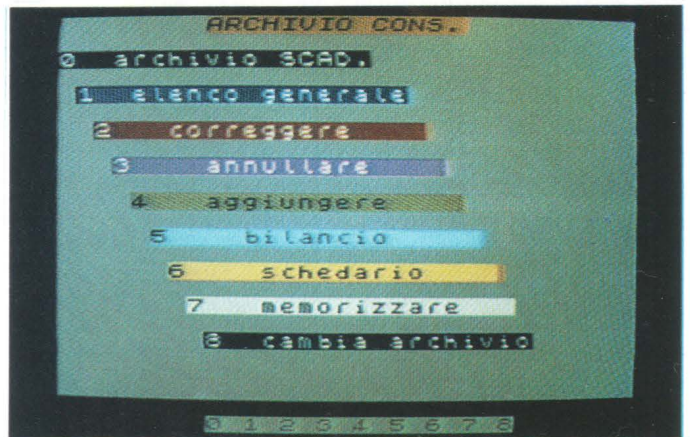 ARCHIVIO CONS.
0 archivio SCAD.
1 elenco generale
2 correggere
3 annullare
4 aggiungere
5 bilancio
6 schedario
7 memorizzare
8 cambia archivio
0 1 2 3 4 5 6 7 8